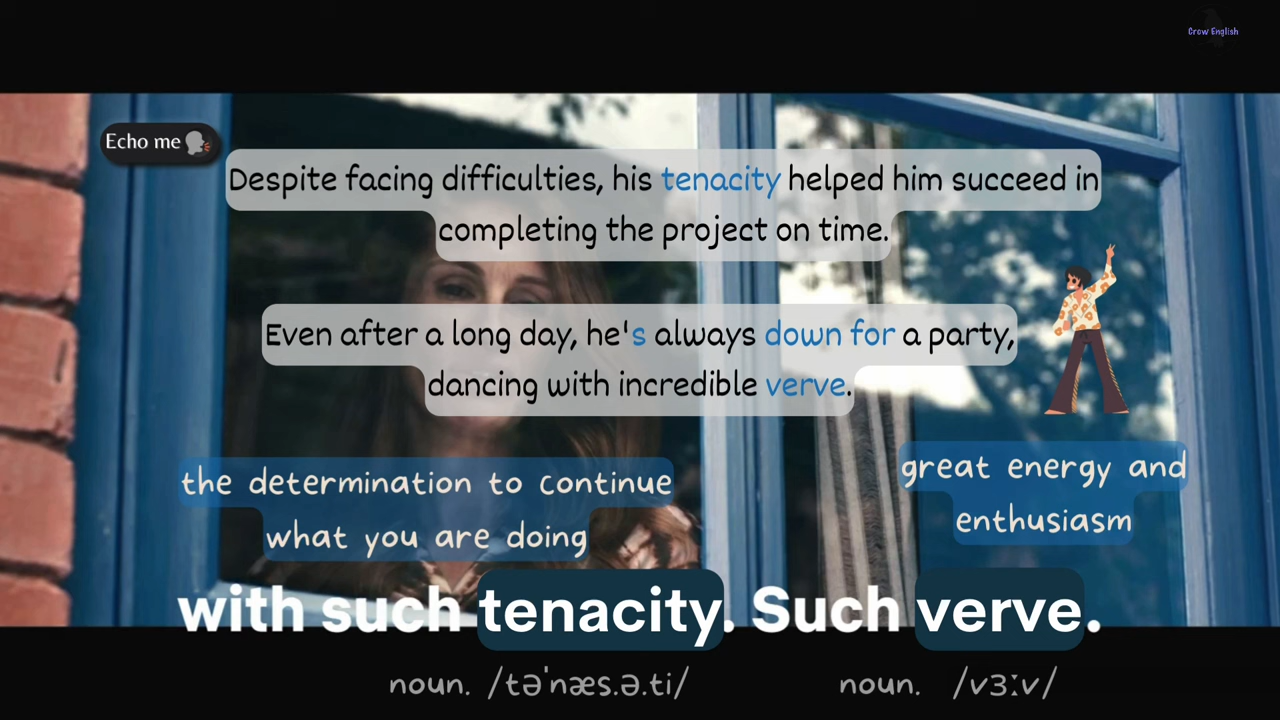 Crow English
Echo me
Despite facing difficulties, his tenacity helped him succeed in
completing the project on time.
Even after a long day, he's always down for a party,
dancing with incredible verve.
the determination to continue
what you are doing
great energy and
enthusiasm
with such tenacity. Such verve.
noun. /təˈnæs.ə.ti/
noun. /vɜːv/